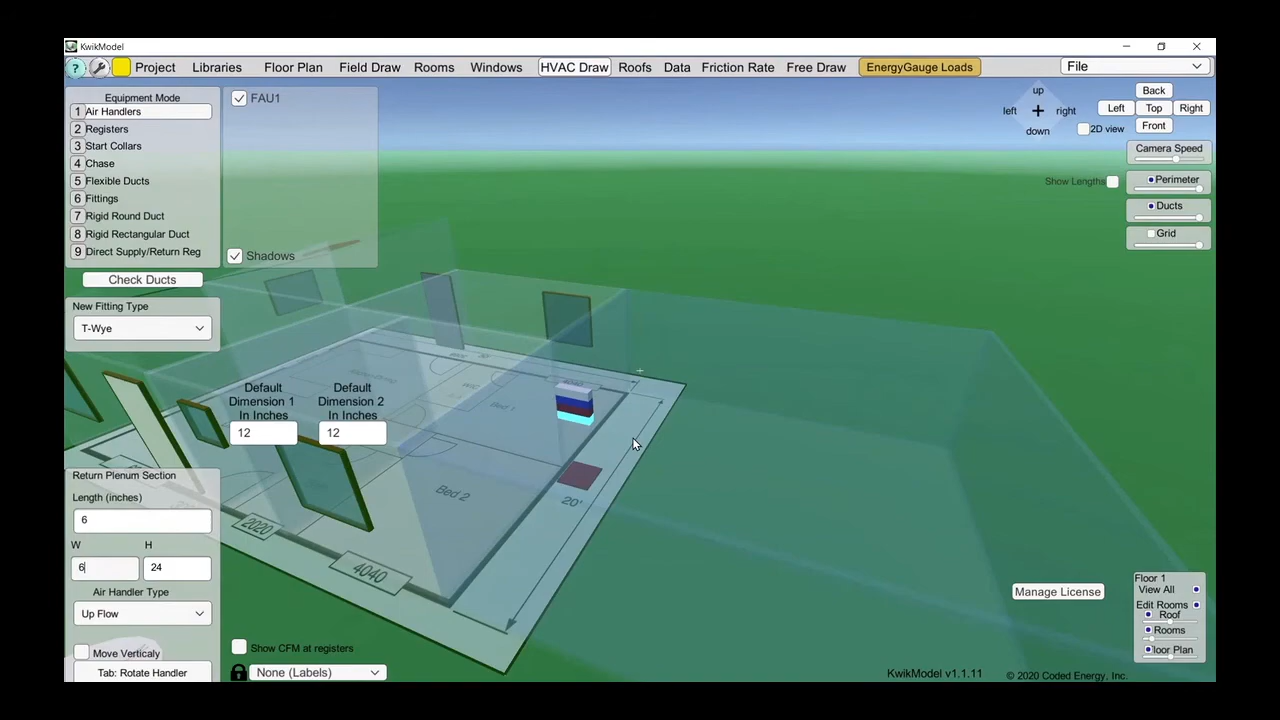 KwikModel
? Project Libraries Floor Plan Field Draw Rooms Windows HVAC Draw Roofs Data Friction Rate Free Draw EnergyGauge Loads File
Equipment Mode
1 Air Handlers
2 Registers
3 Start Collars
4 Chase
5 Flexible Ducts
6 Fittings
7 Rigid Round Duct
8 Rigid Rectangular Duct
9 Direct Supply/Return Reg
Check Ducts
New Fitting Type
T-Wye
FAU1
Shadows
up
left right
down
2D view
Back
Left Top Right
Front
Camera Speed
Show Lengths
Perimeter
Ducts
Grid
Default Dimension 1 In Inches
12
Default Dimension 2 In Inches
12
Bed 1
Bed 2
20'
2020
4040
Return Plenum Section
Length (inches)
6
W H
6 24
Air Handler Type
Up Flow
Move Verticaly
Tab: Rotate Handler
Show CFM at registers
None (Labels)
Manage License
Floor 1
View All
Edit Rooms
Roof
Rooms
Floor Plan
KwikModel v1.1.11
© 2020 Coded Energy, Inc.